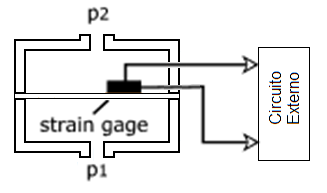 p2
strain gage
p1
Circuito
Externo